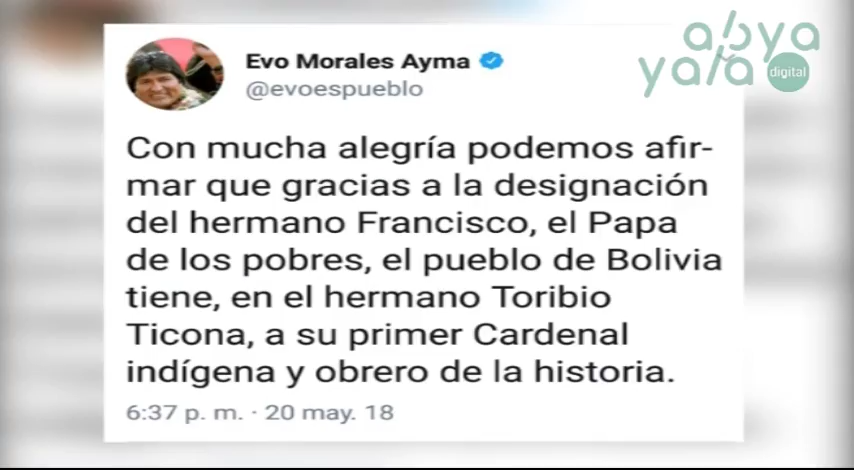 abya
yala
digital
Evo Morales Ayma
@evoespueblo
Con mucha alegría podemos afir-
mar que gracias a la designación
del hermano Francisco, el Papa
de los pobres, el pueblo de Bolivia
tiene, en el hermano Toribio
Ticona, a su primer Cardenal
indígena y obrero de la historia.
6:37 p. m. · 20 may. 18